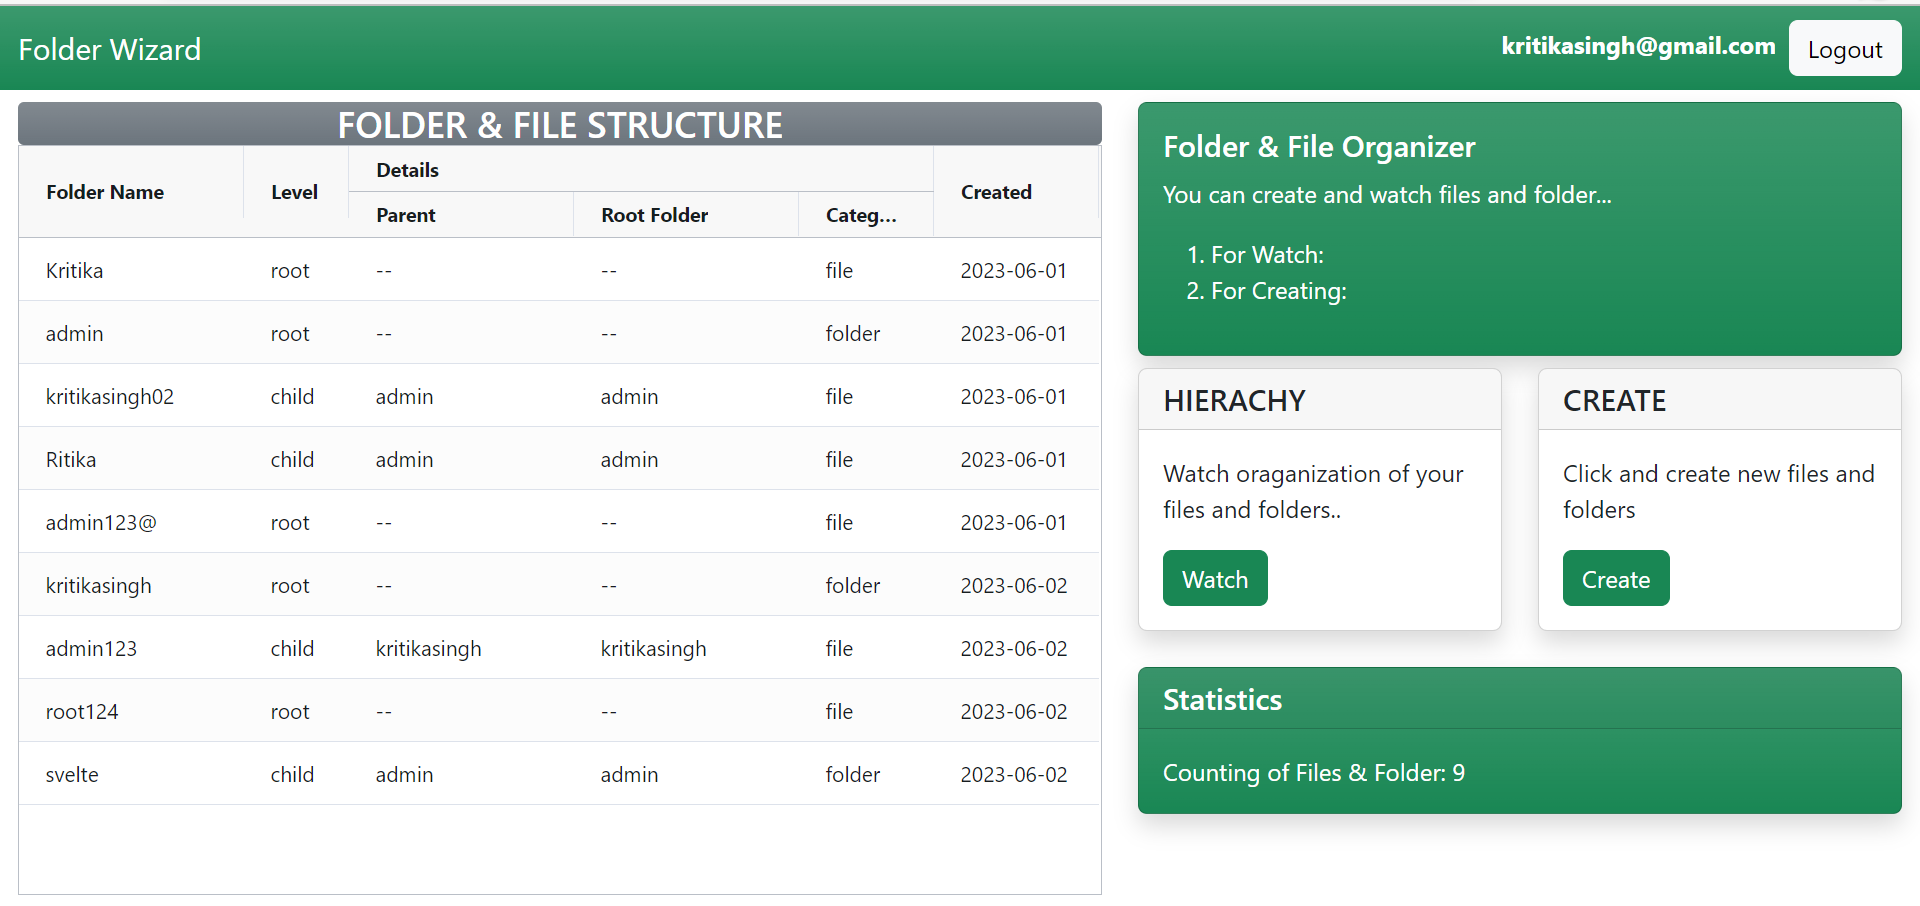 Folder Wizard
kritikasingh@gmail.com Logout
FOLDER & FILE STRUCTURE
Folder Name Level Details Created
Parent Root Folder Categ...
Kritika root -- -- file 2023-06-01
admin root -- -- folder 2023-06-01
kritikasingh02 child admin admin file 2023-06-01
Ritika child admin admin file 2023-06-01
admin123@ root -- -- file 2023-06-01
kritikasingh root -- -- folder 2023-06-02
admin123 child kritikasingh kritikasingh file 2023-06-02
root124 root -- -- file 2023-06-02
svelte child admin admin folder 2023-06-02
Folder & File Organizer
You can create and watch files and folder...
1. For Watch:
2. For Creating:
HIERACHY
Watch oraganization of your
files and folders..
Watch
CREATE
Click and create new files and
folders
Create
Statistics
Counting of Files & Folder: 9